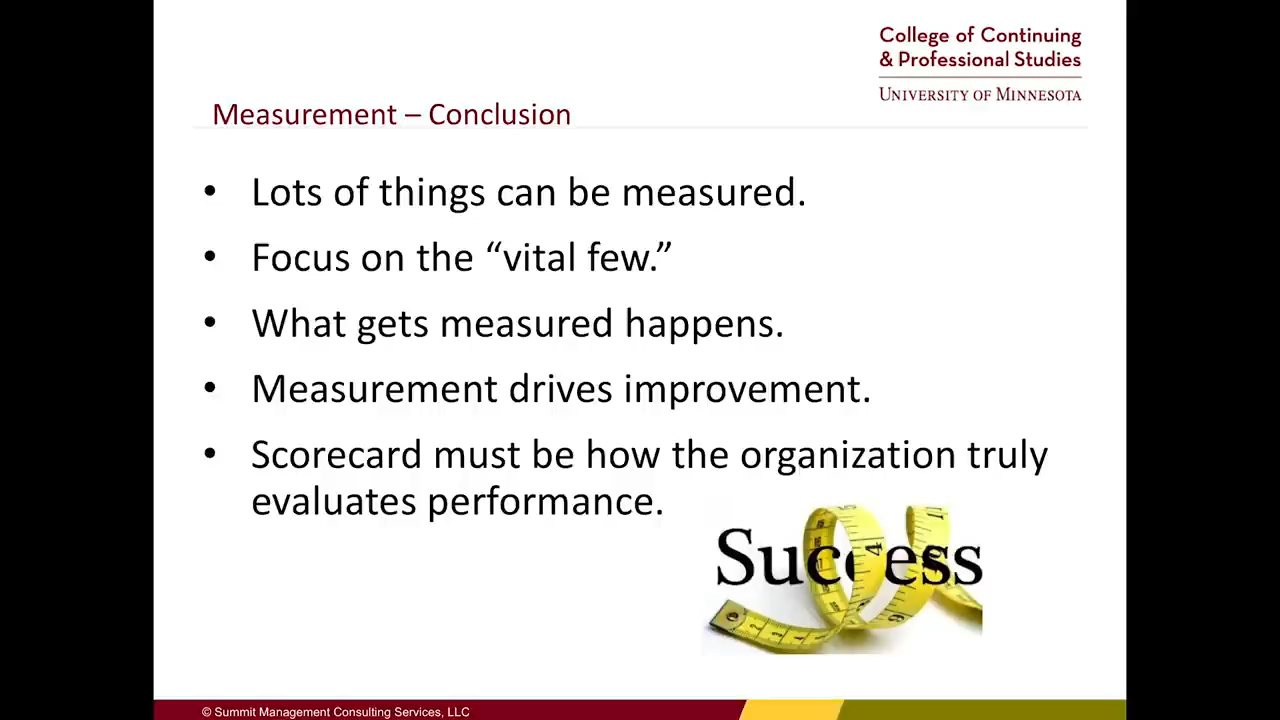 College of Continuing
& Professional Studies
UNIVERSITY OF MINNESOTA
Measurement – Conclusion
• Lots of things can be measured.
• Focus on the “vital few.”
• What gets measured happens.
• Measurement drives improvement.
• Scorecard must be how the organization truly
evaluates performance.
Success
© Summit Management Consulting Services, LLC